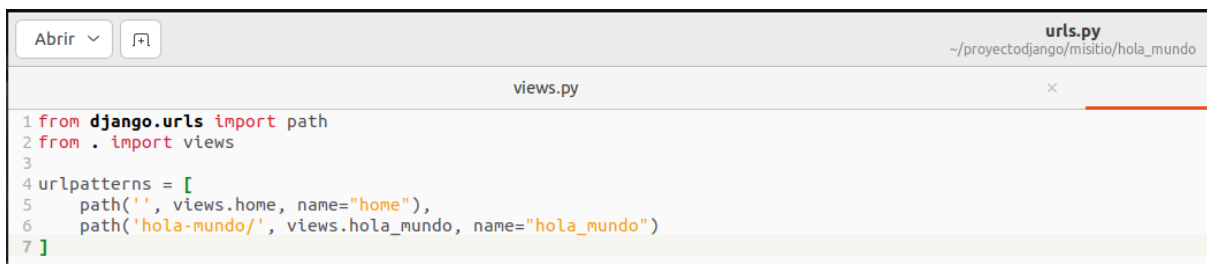 Abrir
urls.py
~/proyectodjango/misitio/hola_mundo
views.py
1 from django.urls import path
2 from . import views
3
4 urlpatterns = [
5     path('', views.home, name="home"),
6     path('hola-mundo/', views.hola_mundo, name="hola_mundo")
7 ]